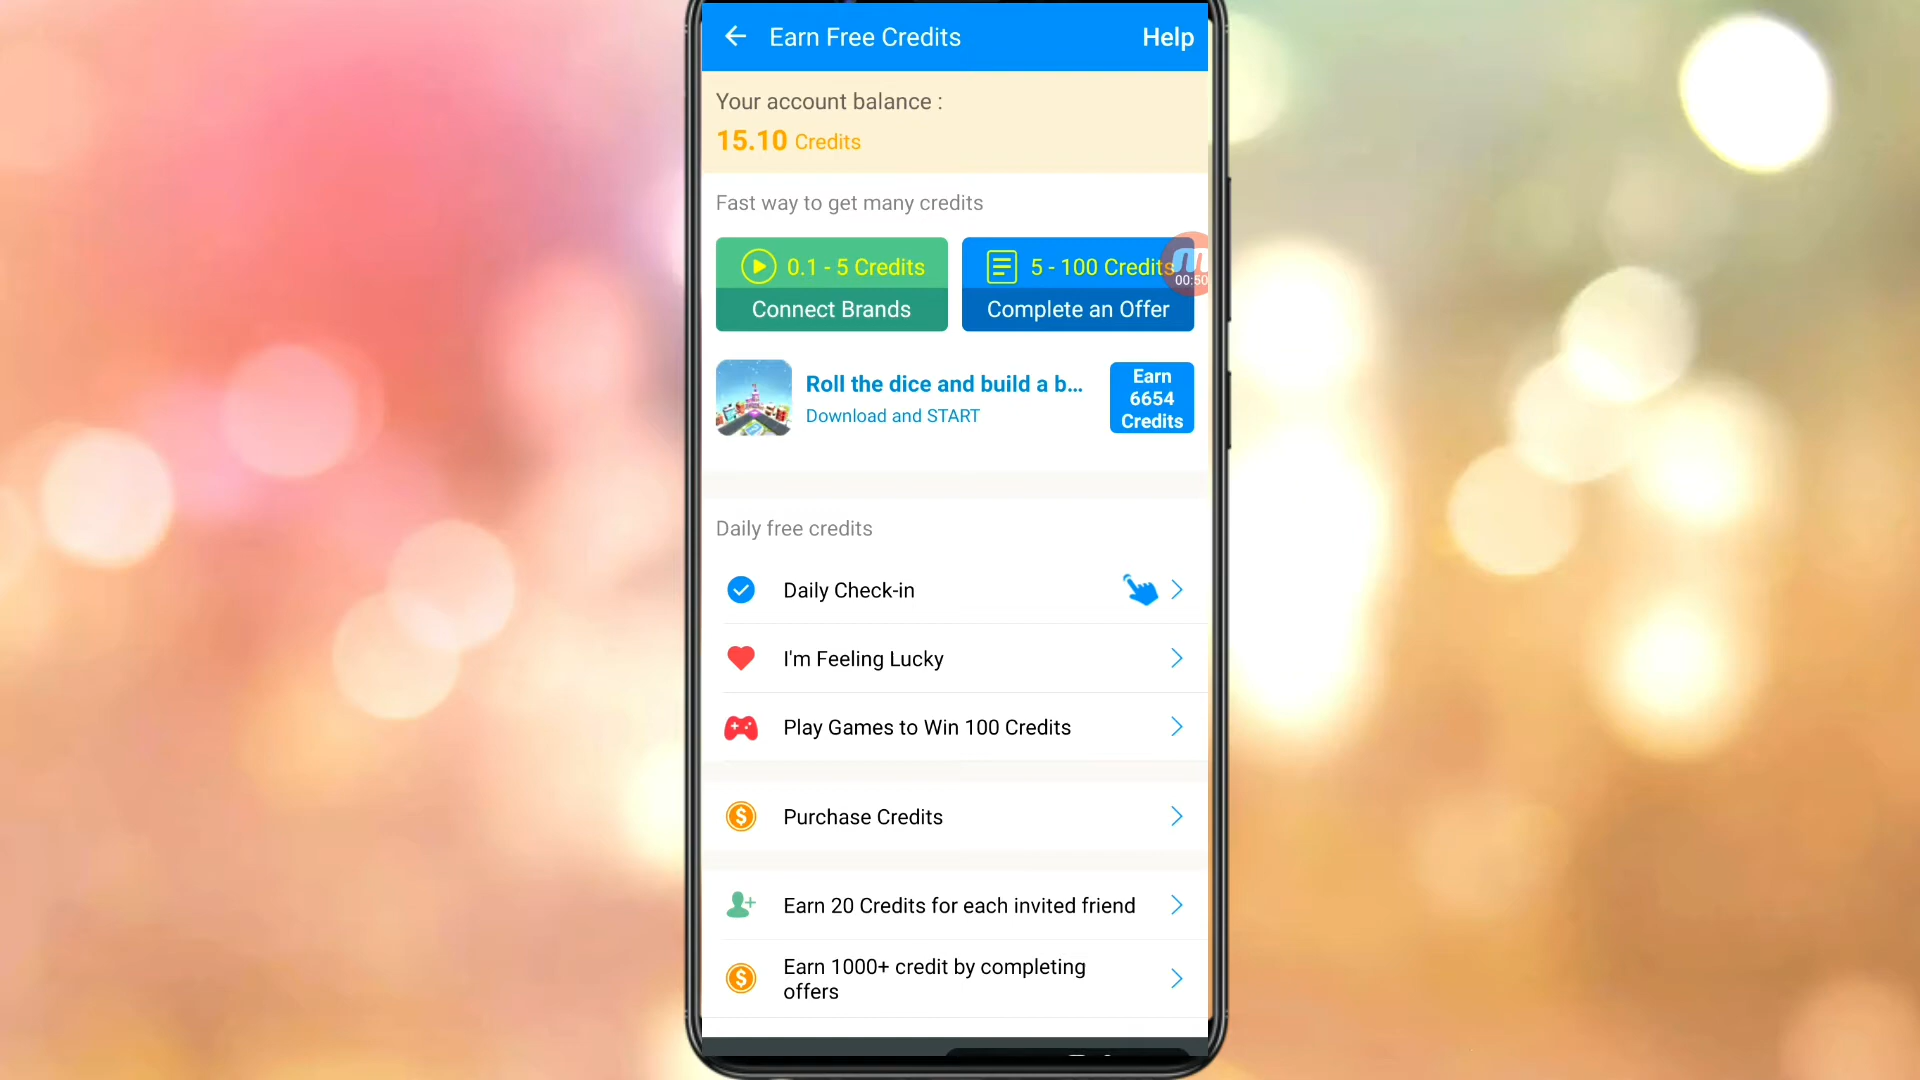 Earn Free Credits
Help
Your account balance :
15.10 Credits
Fast way to get many credits
0.1 - 5 Credits
Connect Brands
5 - 100 Credits
00:50
Complete an Offer
Roll the dice and build a b...
Download and START
Earn
6654
Credits
Daily free credits
Daily Check-in
I'm Feeling Lucky
Play Games to Win 100 Credits
Purchase Credits
Earn 20 Credits for each invited friend
Earn 1000+ credit by completing
offers